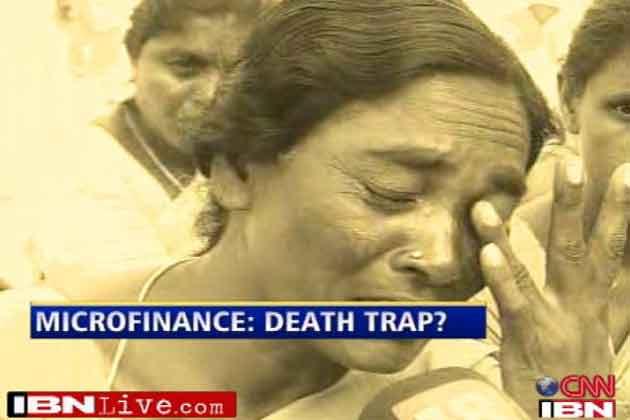 MICROFINANCE: DEATH TRAP?
IBNLive.com
CNN
IBN